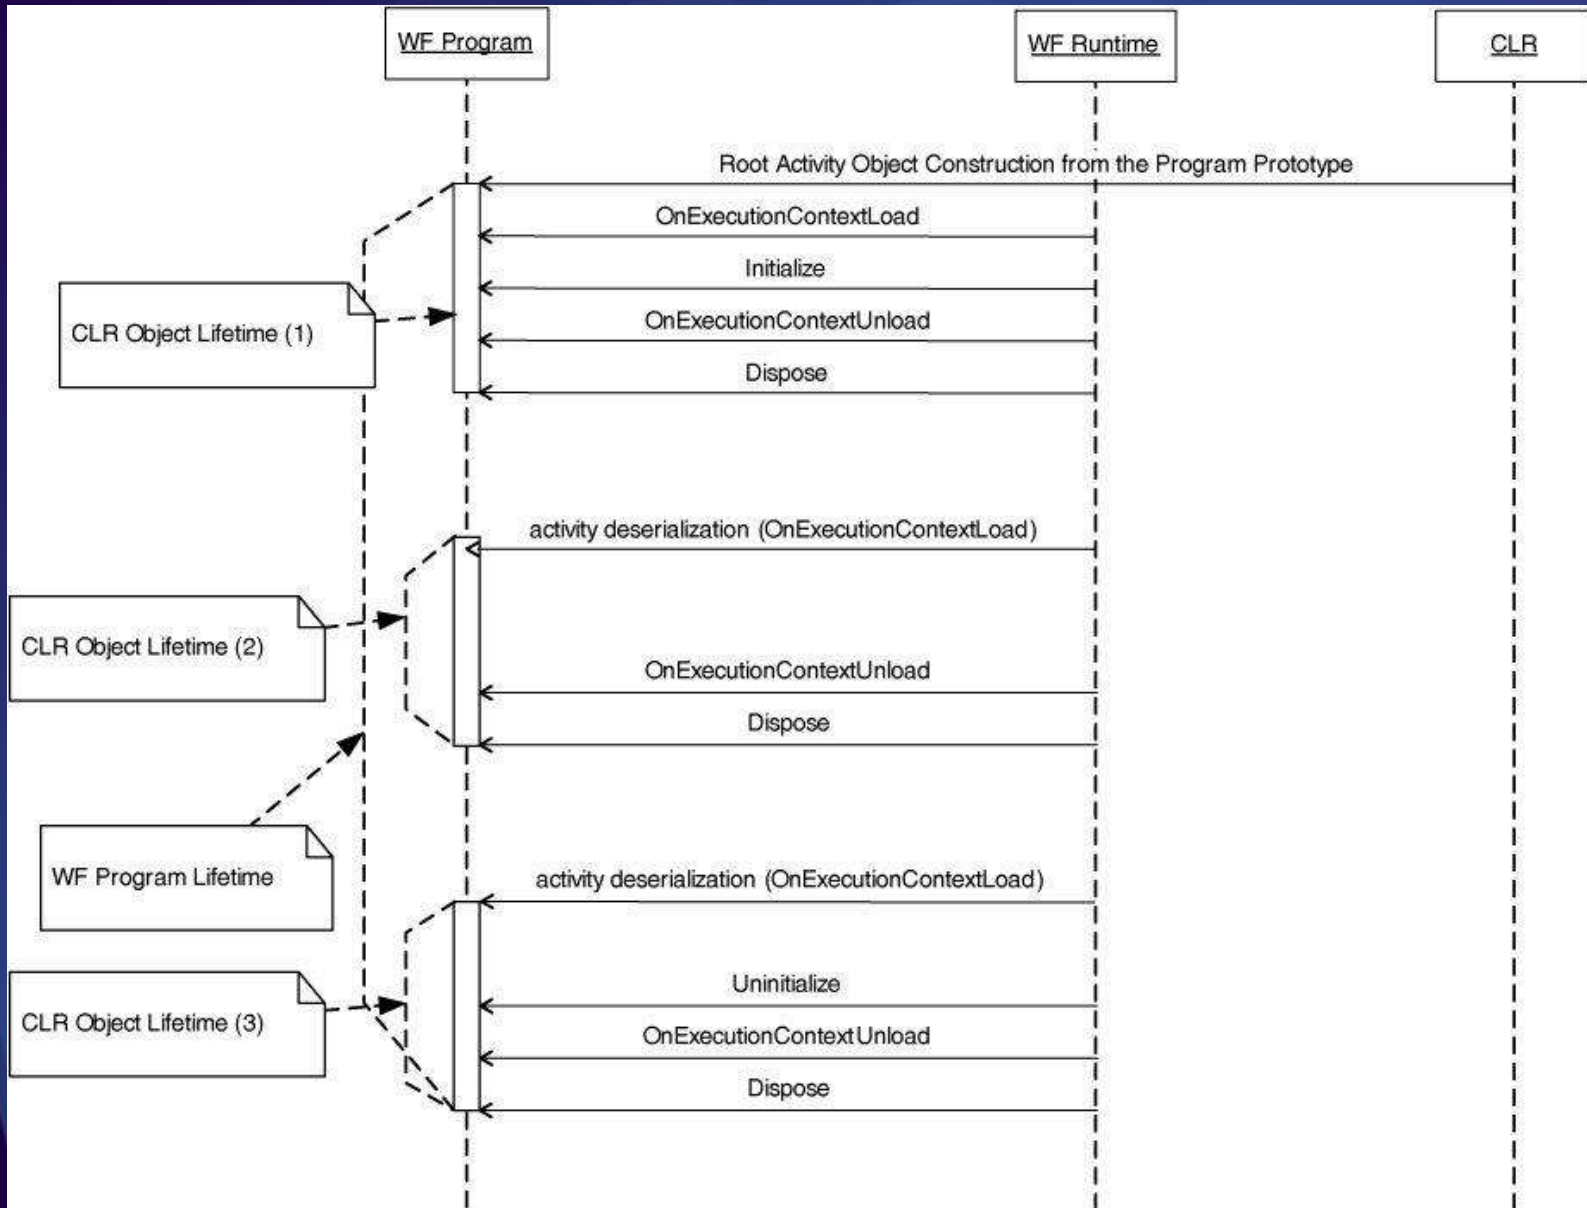 WF Program
WF Runtime
CLR
Root Activity Object Construction from the Program Prototype
OnExecutionContextLoad
Initialize
CLR Object Lifetime (1)
OnExecutionContextUnload
Dispose
activity deserialization (OnExecutionContextLoad)
CLR Object Lifetime (2)
OnExecutionContextUnload
Dispose
WF Program Lifetime
activity deserialization (OnExecutionContextLoad)
Uninitialize
CLR Object Lifetime (3)
OnExecutionContextUnload
Dispose